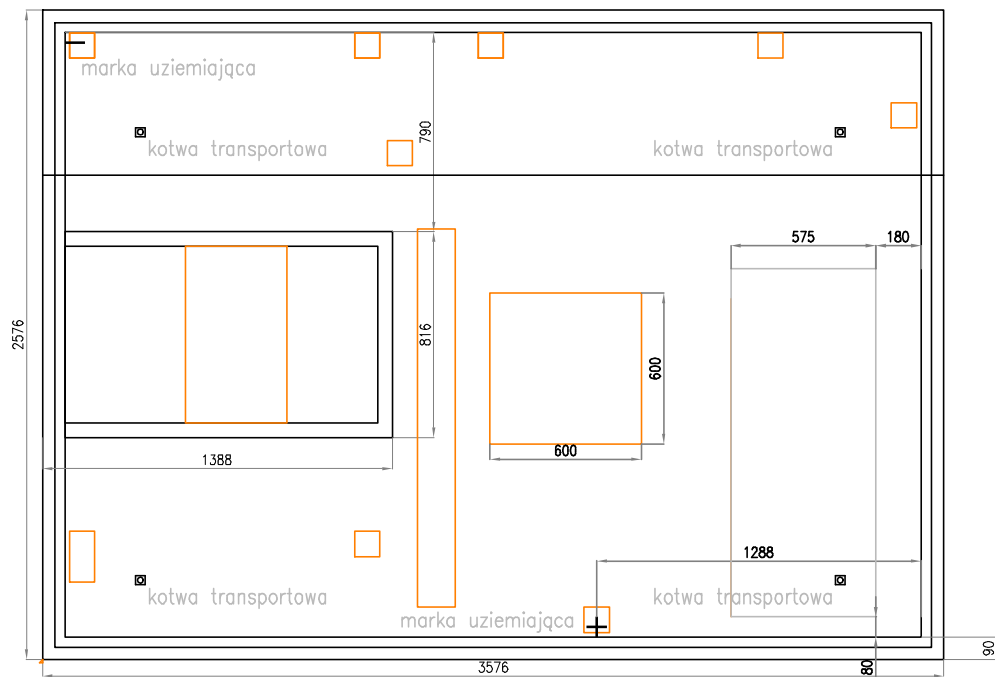 marka uziemiająca
790
kotwa transportowa
kotwa transportowa
575
180
2576
816
600
600
1388
1288
kotwa transportowa
kotwa transportowa
marka uziemiająca
90
80
3576